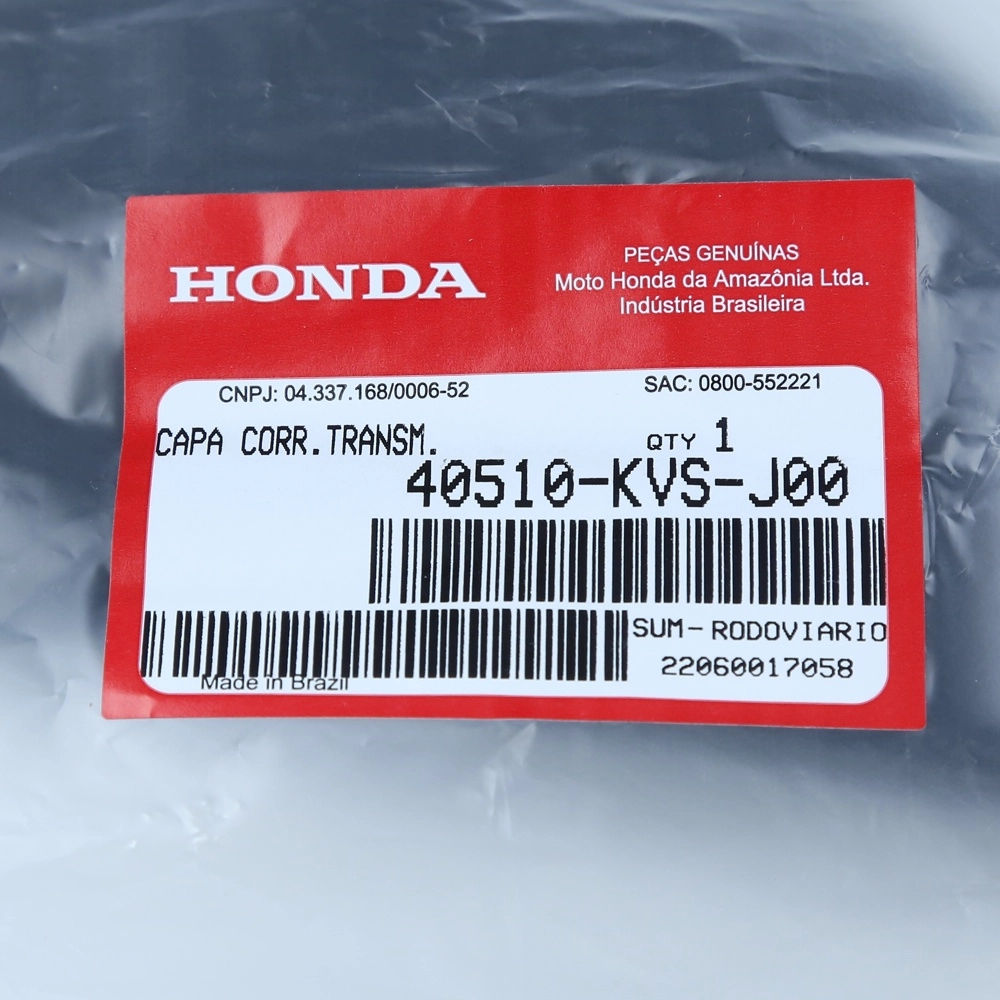 HONDA
PEÇAS GENUÍNAS
Moto Honda da Amazônia Ltda.
Indústria Brasileira
CNPJ: 04.337.168/0006-52
SAC: 0800-552221
CAPA CORR.TRANSM.
QTY 1
40510-KVS-J00
SUM-RODOVIARIO
22060017058
Made in Brazil